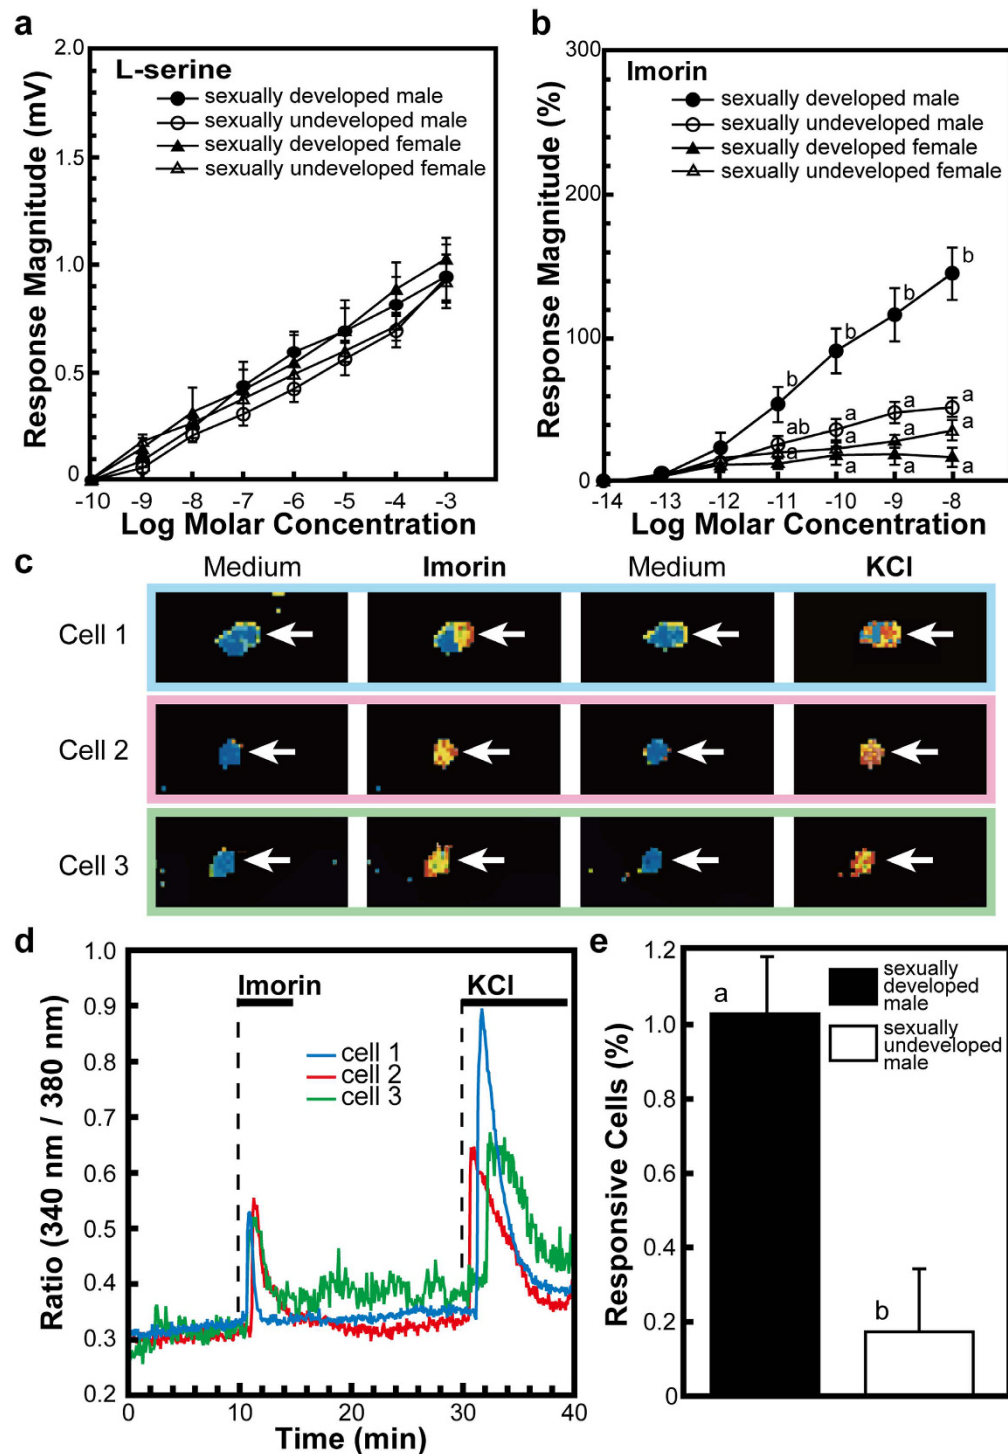 a
L-serine
sexually developed male
sexually undeveloped male
sexually developed female
sexually undeveloped female
Response Magnitude (mV)
2.0
1.5
1.0
0.5
0
-10 -9 -8 -7 -6 -5 -4 -3
Log Molar Concentration
b
Imorin
sexually developed male
sexually undeveloped male
sexually developed female
sexually undeveloped female
Response Magnitude (%)
300
200
100
0
b
b
b
b
ab
a
a
a
a
a
a
a
a
a
a
-14 -13 -12 -11 -10 -9 -8
Log Molar Concentration
c
Medium Imorin Medium KCl
Cell 1
Cell 2
Cell 3
d
Ratio (340 nm / 380 nm)
1.0
0.9
0.8
0.7
0.6
0.5
0.4
0.3
0.2
Imorin
KCl
cell 1
cell 2
cell 3
0 10 20 30 40
Time (min)
e
Responsive Cells (%)
1.2
1.0
0.8
0.6
0.4
0.2
0
a
b
sexually
developed
male
sexually
undeveloped
male